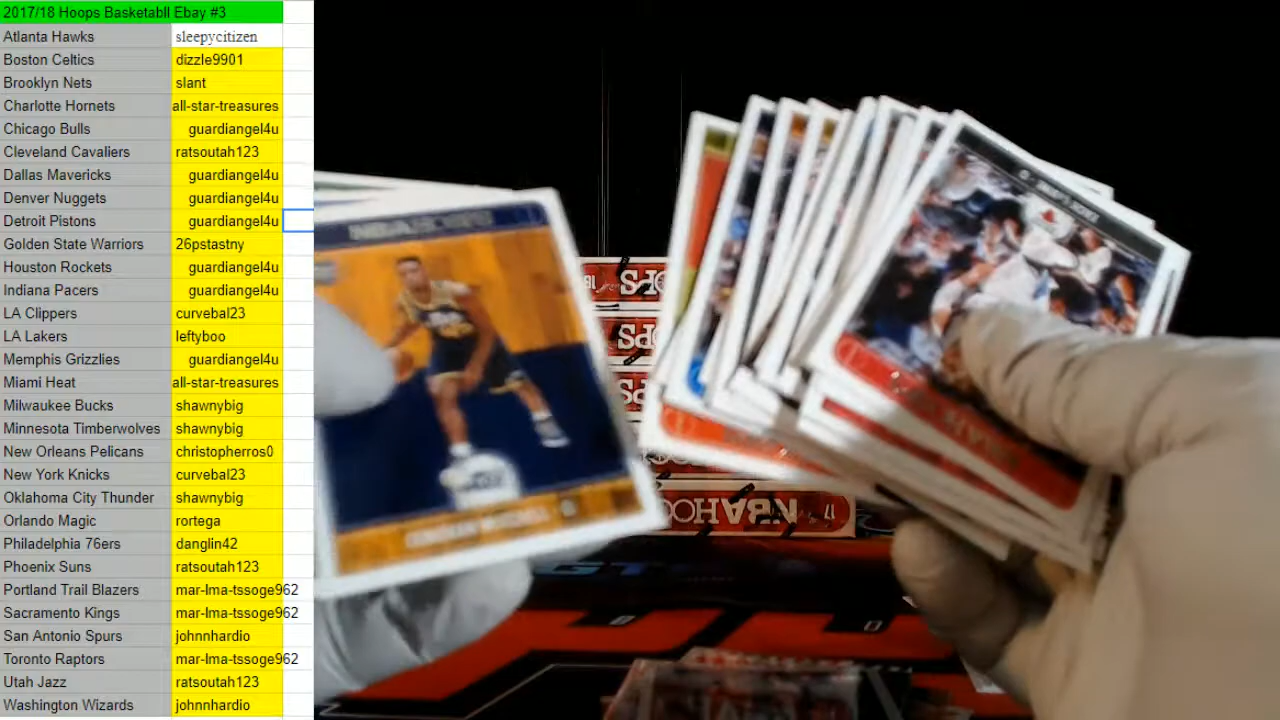 2017/18 Hoops Basketabll Ebay #3
Atlanta Hawks sleepycitizen
Boston Celtics dizzle9901
Brooklyn Nets slant
Charlotte Hornets all-star-treasures
Chicago Bulls guardiangel4u
Cleveland Cavaliers ratsoutah123
Dallas Mavericks guardiangel4u
Denver Nuggets guardiangel4u
Detroit Pistons guardiangel4u
Golden State Warriors 26pstastny
Houston Rockets guardiangel4u
Indiana Pacers guardiangel4u
LA Clippers curvebal23
LA Lakers leftyboo
Memphis Grizzlies guardiangel4u
Miami Heat all-star-treasures
Milwaukee Bucks shawnybig
Minnesota Timberwolves shawnybig
New Orleans Pelicans christopherros0
New York Knicks curvebal23
Oklahoma City Thunder shawnybig
Orlando Magic rortega
Philadelphia 76ers danglin42
Phoenix Suns ratsoutah123
Portland Trail Blazers mar-lma-tssoge962
Sacramento Kings mar-lma-tssoge962
San Antonio Spurs johnnhardio
Toronto Raptors mar-lma-tssoge962
Utah Jazz ratsoutah123
Washington Wizards johnnhardio
NBA HOOPS
17